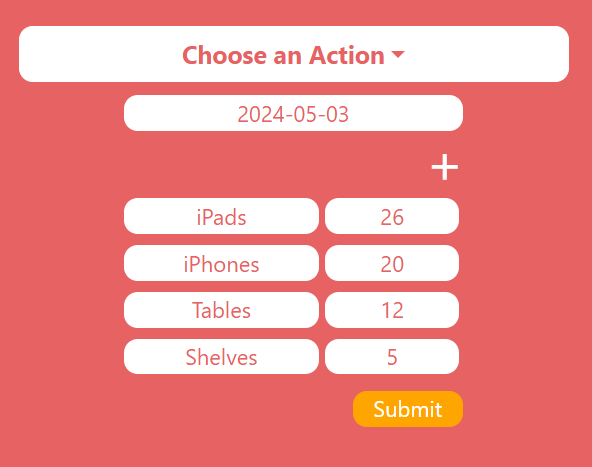 Choose an Action
2024-05-03
+
iPads 26
iPhones 20
Tables 12
Shelves 5
Submit